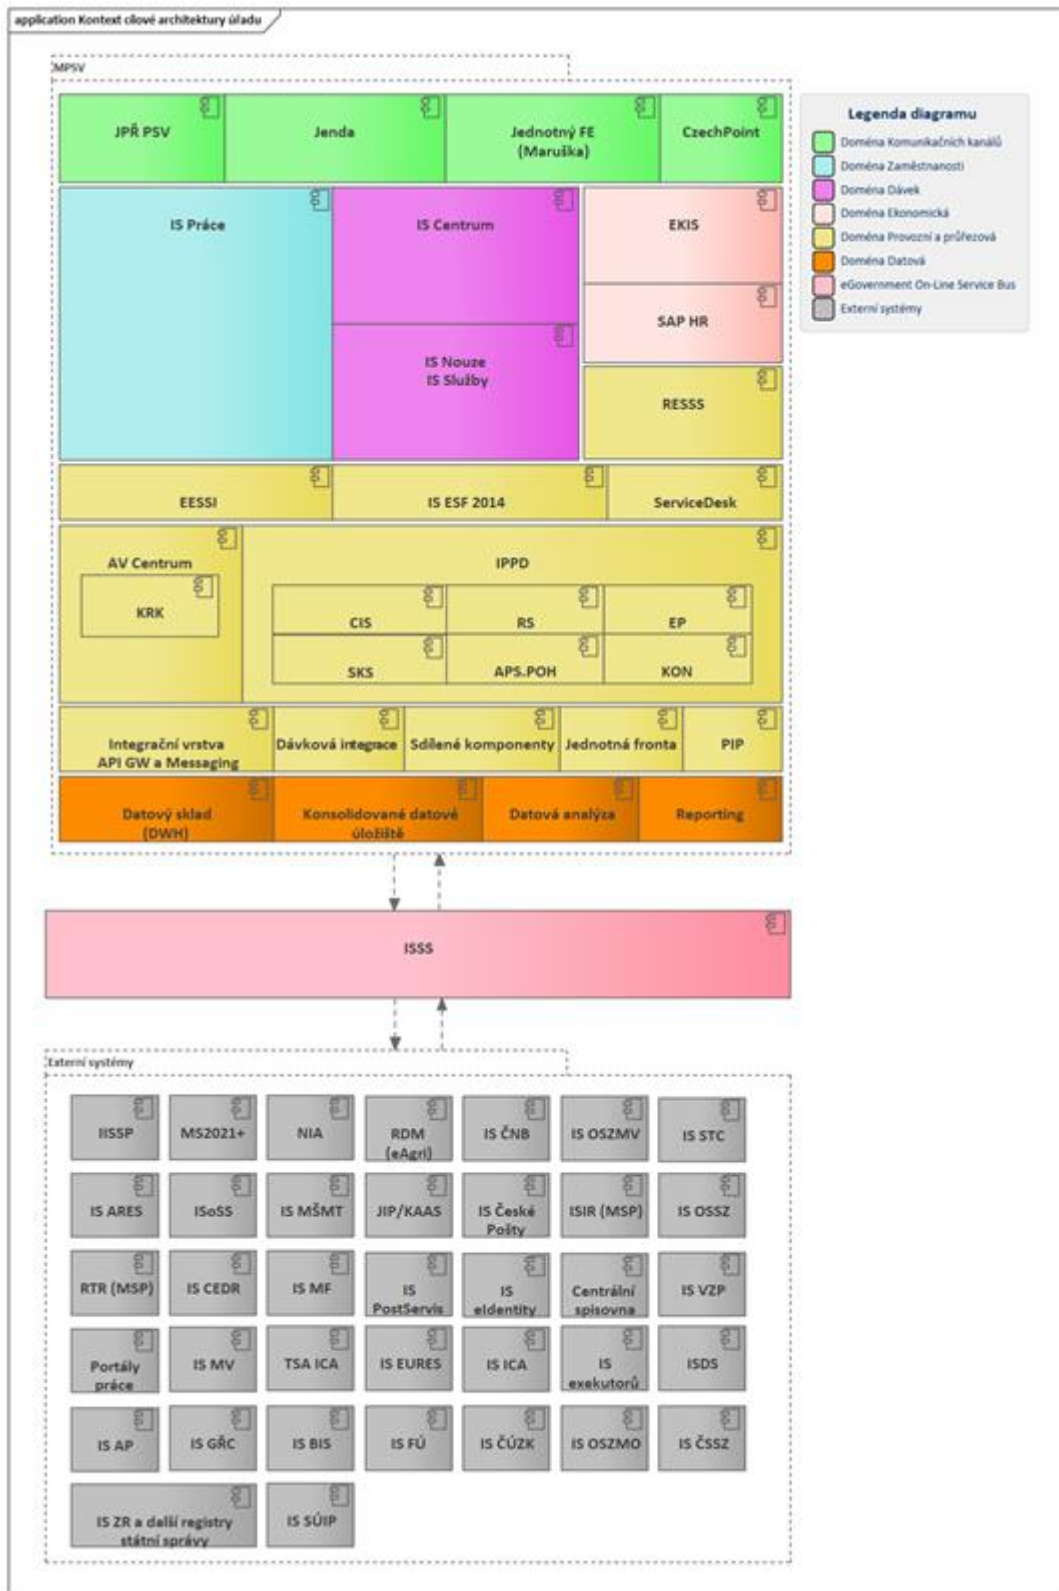 application Kontext cílové architektury úřadu
MPSV
JPŘ PSV
Jenda
Jednotný FE
(Maruška)
CzechPoint
Legenda diagramu
Doména Komunikačních kanálů
Doména Zaměstnanosti
Doména Dávek
Doména Ekonomická
Doména Provozní a průřezová
Doména Datová
eGovernment On-Line Service Bus
Externí systémy
IS Práce
IS Centrum
EKIS
SAP HR
IS Nouze
IS Služby
RESSS
EESSI
IS ESF 2014
ServiceDesk
AV Centrum
KRK
IPPD
CIS
RS
EP
SKS
APS.POH
KON
Integrační vrstva
API GW a Messaging
Dávková integrace
Sdílené komponenty
Jednotná fronta
PIP
Datový sklad
(DWH)
Konsolidované datové
úložiště
Datová analýza
Reporting
ISSS
Externí systémy
IISSP
MS2021+
NIA
RDM
(eAgri)
IS ČNB
IS OSZMV
IS STC
IS ARES
ISoSS
IS MŠMT
JIP/KAAS
IS České
Pošty
ISIR (MSP)
IS OSSZ
RTR (MSP)
IS CEDR
IS MF
IS
PostServis
IS
eIdentity
Centrální
spisovna
IS VZP
Portály
práce
IS MV
TSA ICA
IS EURES
IS ICA
IS
exekutorů
ISDS
IS AP
IS GŘC
IS BIS
IS FÚ
IS ČÚZK
IS OSZMO
IS ČSSZ
IS ZR a další registry
státní správy
IS SÚIP